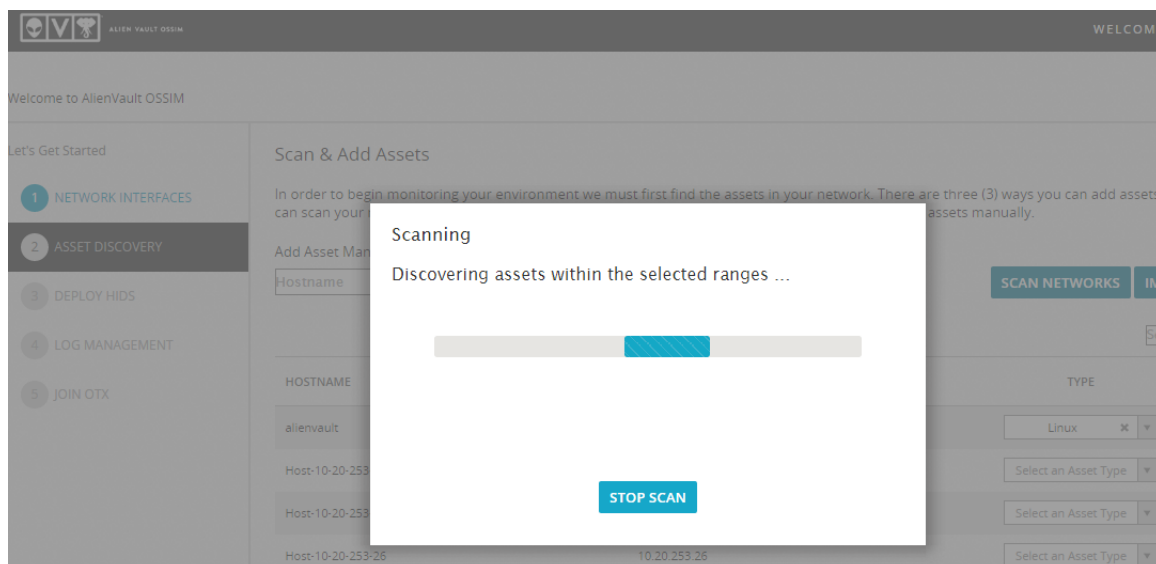 ALIEN VAULT OSSIM
WELCOM
Welcome to AlienVault OSSIM
Let's Get Started
1 NETWORK INTERFACES
2 ASSET DISCOVERY
3 DEPLOY HIDS
4 LOG MANAGEMENT
5 JOIN OTX
Scan & Add Assets
In order to begin monitoring your environment we must first find the assets in your network. There are three (3) ways you can add assets
can scan your
assets manually.
Add Asset Man
Hostname
SCAN NETWORKS
IM
Scanning
Discovering assets within the selected ranges ...
STOP SCAN
HOSTNAME
TYPE
alienvault
Linux
Host-10-20-253
Select an Asset Type
Host-10-20-253
Select an Asset Type
Host-10-20-253-26
10.20.253.26
Select an Asset Type